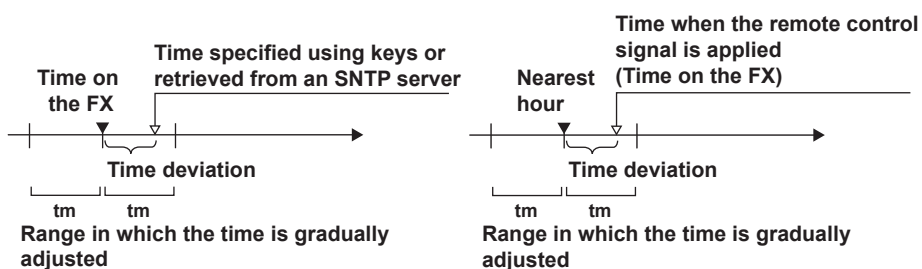 Time specified using keys or
retrieved from an SNTP server
Time on
the FX
Time deviation
tm tm
Range in which the time is gradually
adjusted
Time when the remote control
signal is applied
(Time on the FX)
Nearest
hour
Time deviation
tm tm
Range in which the time is gradually
adjusted